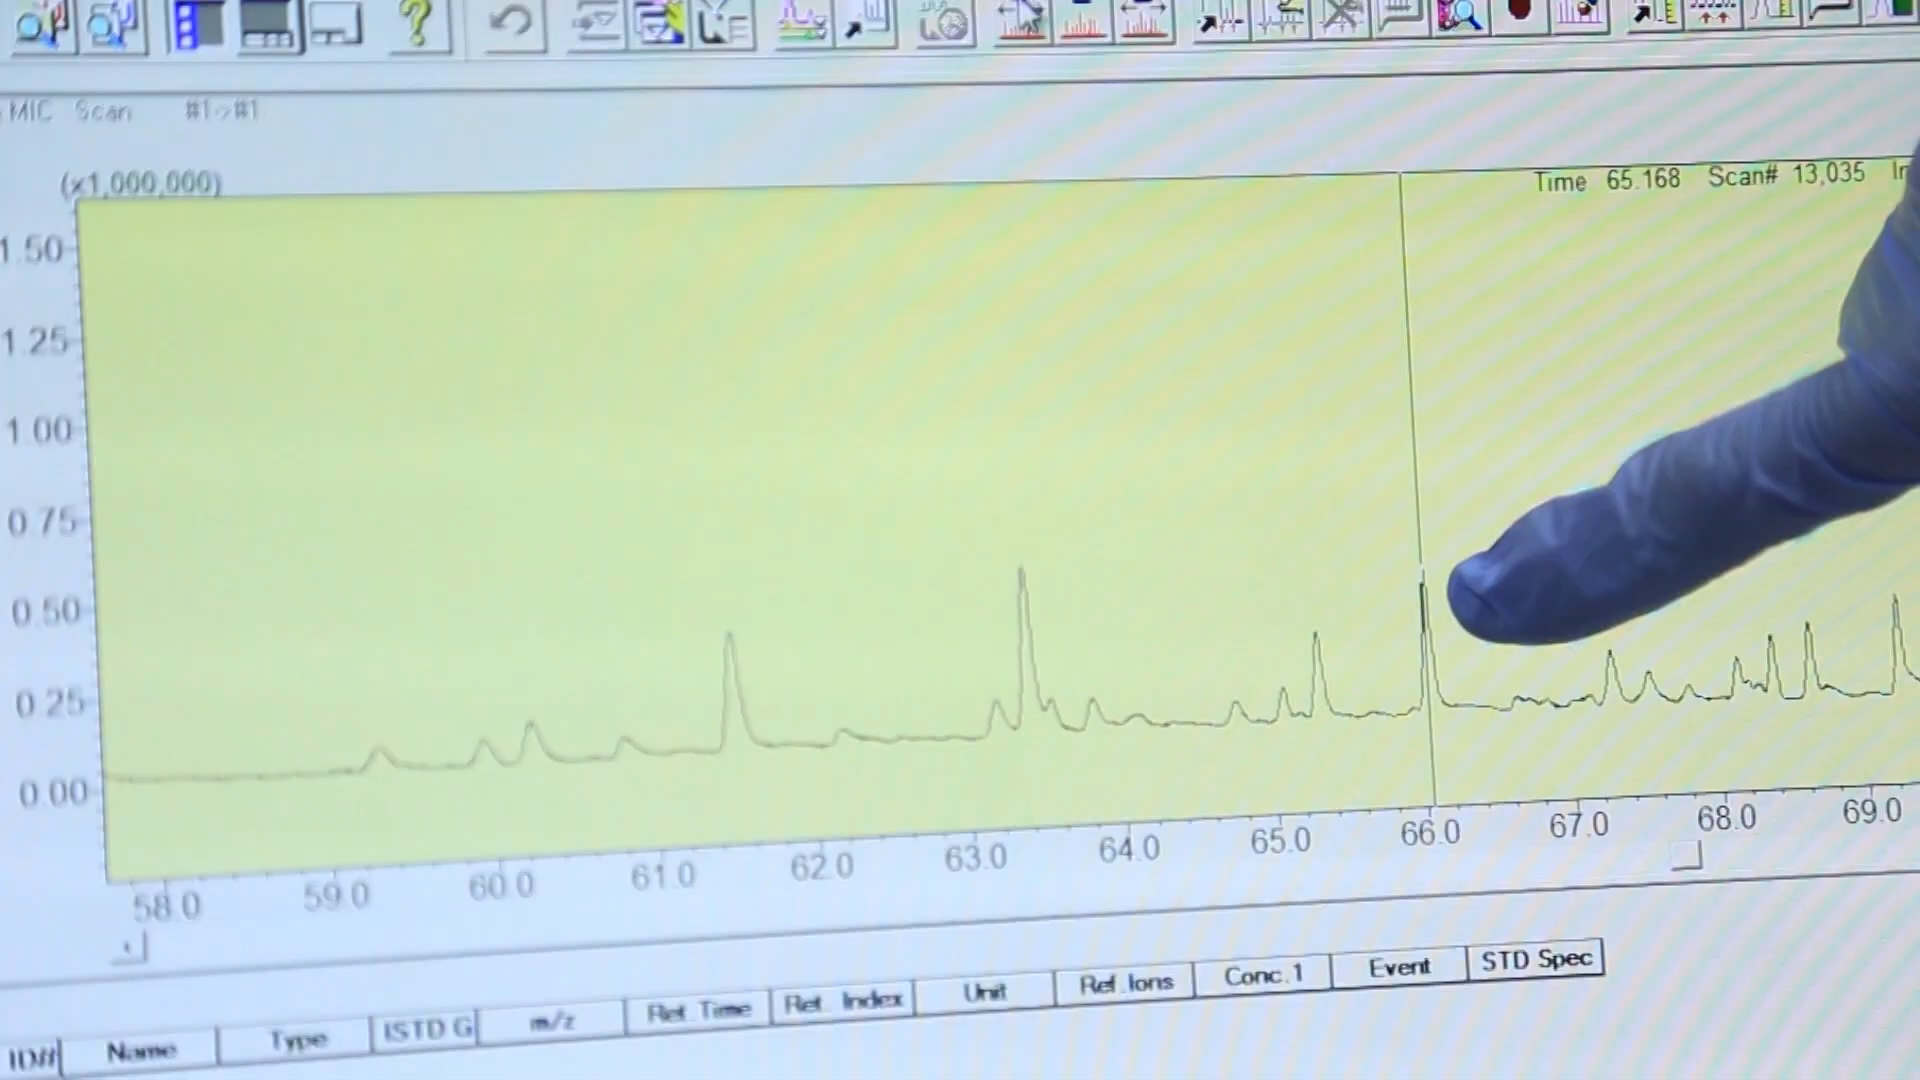 MIC Scan #1->#1
(x1,000,000)
Time 65.168 Scan# 13,035
1.50
1.25
1.00
0.75
0.50
0.25
0.00
58.0 59.0 60.0 61.0 62.0 63.0 64.0 65.0 66.0 67.0 68.0 69.0
ID# Name Type ISTD G m/z Ret. Time Ret. Index Unit Ref.Ions Conc.1 Event STD Spec